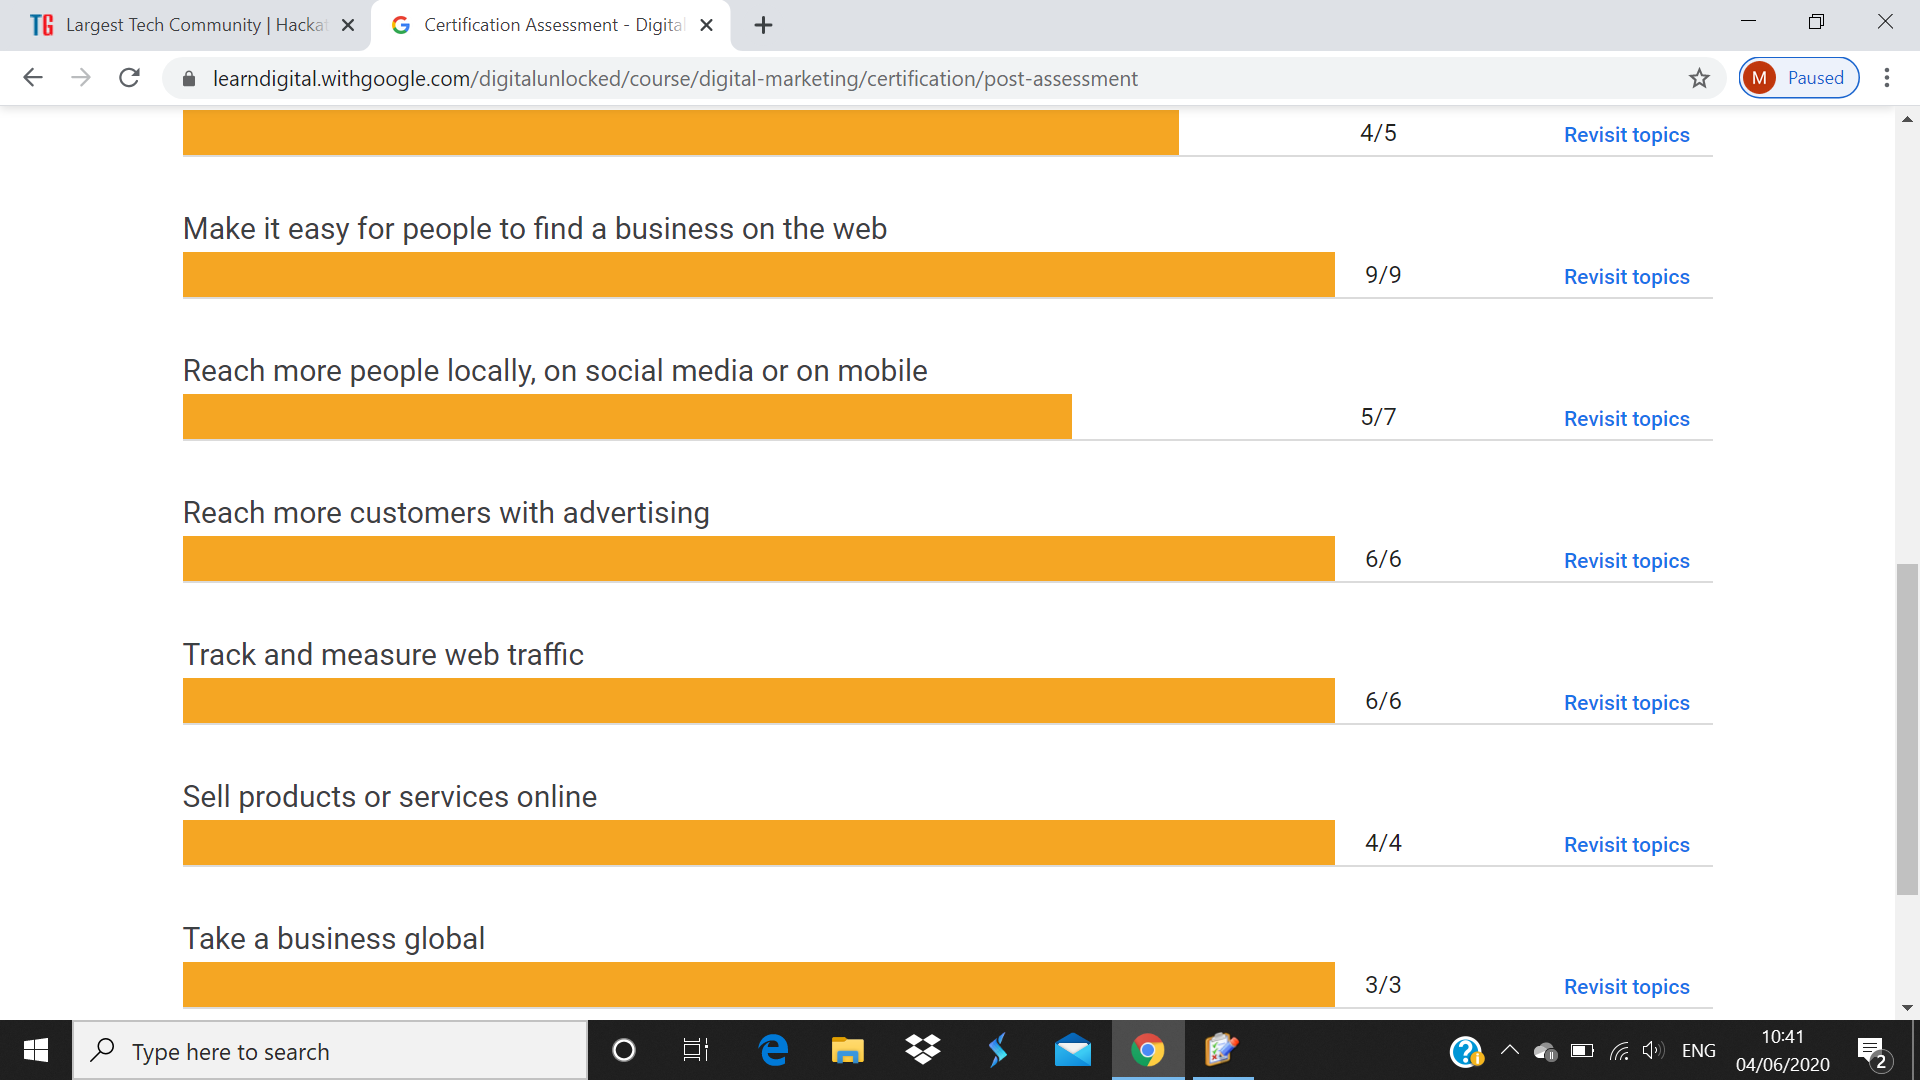 TG Largest Tech Community | Hacka
Certification Assessment - Digital
learndigital.withgoogle.com/digitalunlocked/course/digital-marketing/certification/post-assessment
M Paused
4/5 Revisit topics
Make it easy for people to find a business on the web
9/9 Revisit topics
Reach more people locally, on social media or on mobile
5/7 Revisit topics
Reach more customers with advertising
6/6 Revisit topics
Track and measure web traffic
6/6 Revisit topics
Sell products or services online
4/4 Revisit topics
Take a business global
3/3 Revisit topics
Type here to search
ENG
10:41
04/06/2020
2